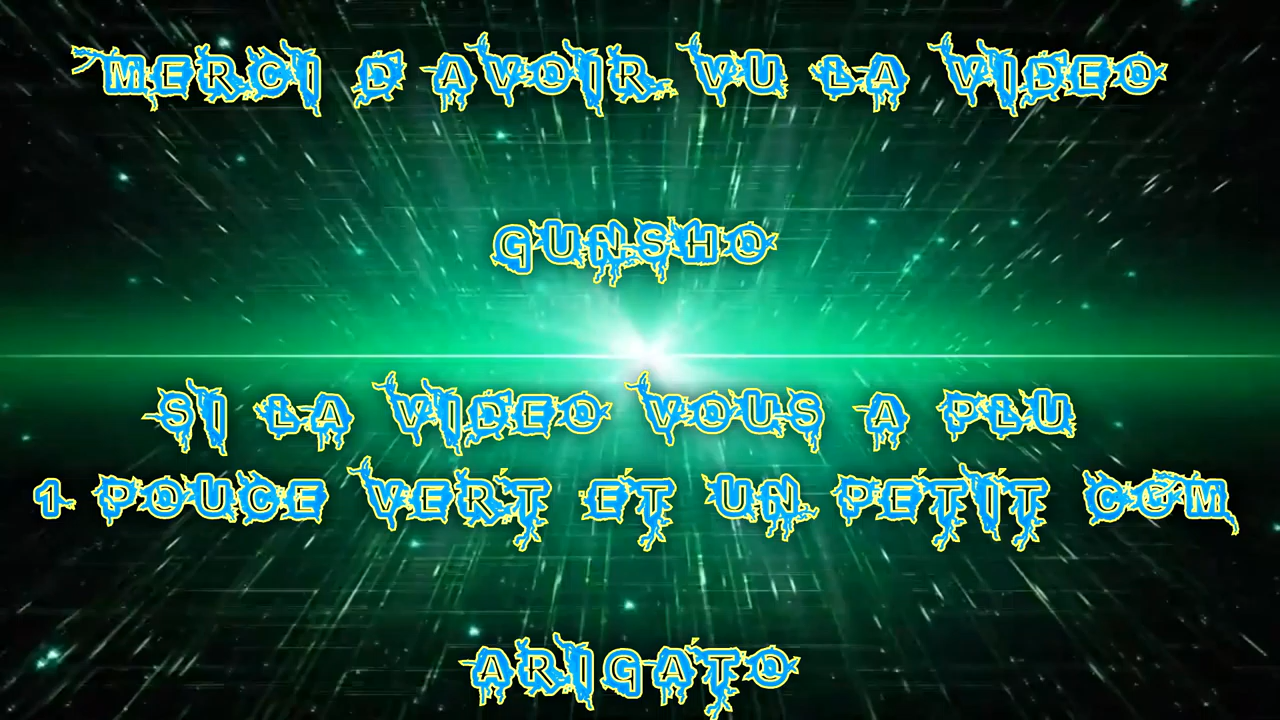 MERCI D AVOIR VU LA VIDEO
GUNSHO
SI LA VIDEO VOUS A PLU
1 POUCE VERT ET UN PETIT COM
ARIGATO